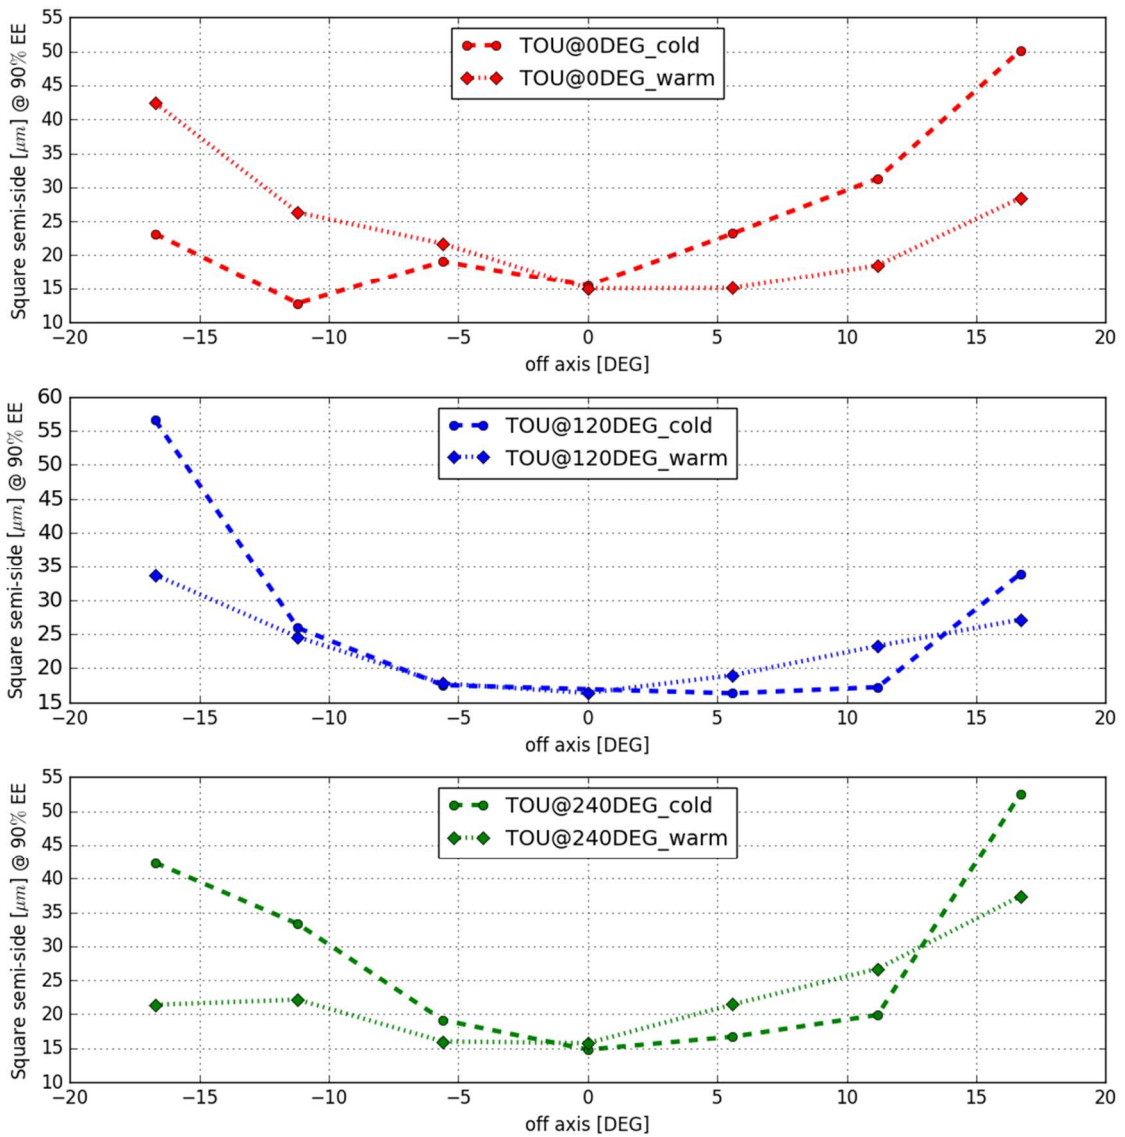 55
50
45
40
35
30
25
20
15
10
Square semi-side [μm] @ 90% EE
TOU@0DEG_cold
TOU@0DEG_warm
−20 −15 −10 −5 0 5 10 15 20
off axis [DEG]
60
55
50
45
40
35
30
25
20
15
Square semi-side [μm] @ 90% EE
TOU@120DEG_cold
TOU@120DEG_warm
−20 −15 −10 −5 0 5 10 15 20
off axis [DEG]
55
50
45
40
35
30
25
20
15
10
Square semi-side [μm] @ 90% EE
TOU@240DEG_cold
TOU@240DEG_warm
−20 −15 −10 −5 0 5 10 15 20
off axis [DEG]